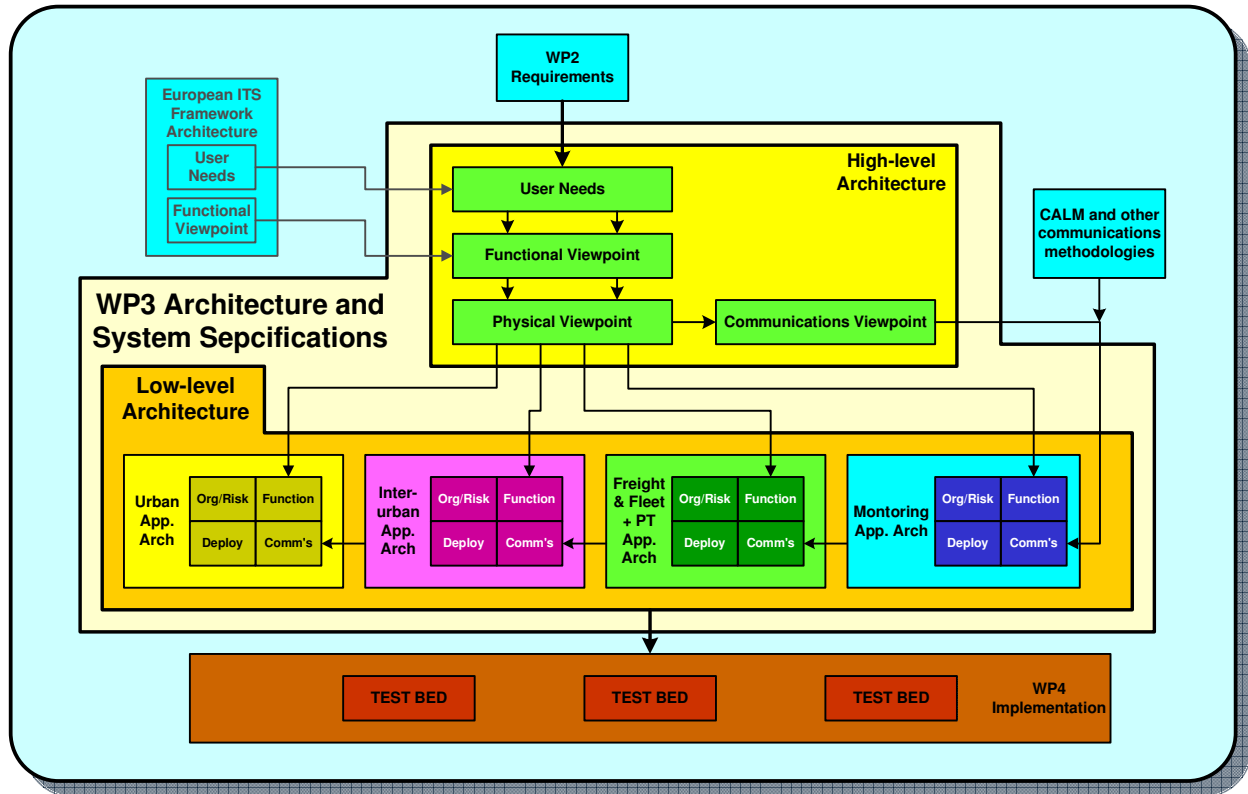 WP2
Requirements
European ITS
Framework
Architecture
User
Needs
Functional
Viewpoint
High-level
Architecture
User Needs
Functional Viewpoint
Physical Viewpoint
Communications Viewpoint
CALM and other
communications
methodologies
WP3 Architecture and
System Sepcifications
Low-level
Architecture
Urban
App.
Arch
Org/Risk
Function
Deploy
Comm's
Inter-
urban
App.
Arch
Org/Risk
Function
Deploy
Comm's
Freight
& Fleet
+ PT
App.
Arch
Org/Risk
Function
Deploy
Comm's
Montoring
App. Arch
Org/Risk
Function
Deploy
Comm's
TEST BED
TEST BED
TEST BED
WP4
Implementation